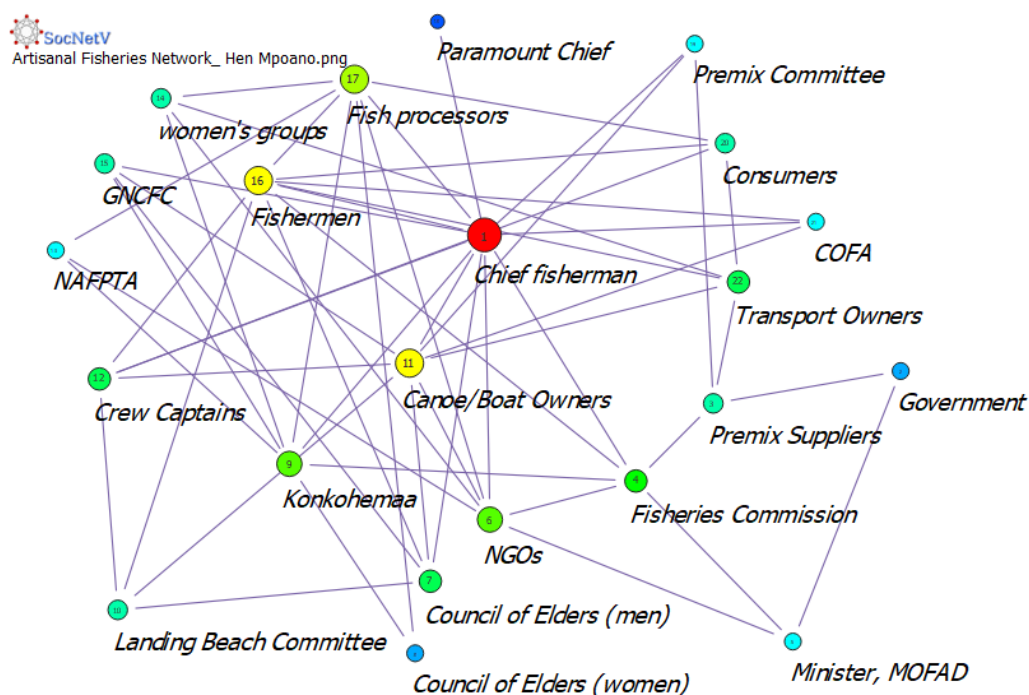 SocNetV
Artisanal Fisheries Network_ Hen Mpoano.png
Paramount Chief
Premix Committee
17
Fish processors
14
women's groups
20
Consumers
15
GNCFC
16
Fishermen
1
Chief fisherman
COFA
NAFPTA
22
Transport Owners
11
Canoe/Boat Owners
12
Crew Captains
Government
3
Premix Suppliers
9
Konkohemaa
4
Fisheries Commission
6
NGOs
7
Council of Elders (men)
10
Landing Beach Committee
Council of Elders (women)
Minister, MOFAD